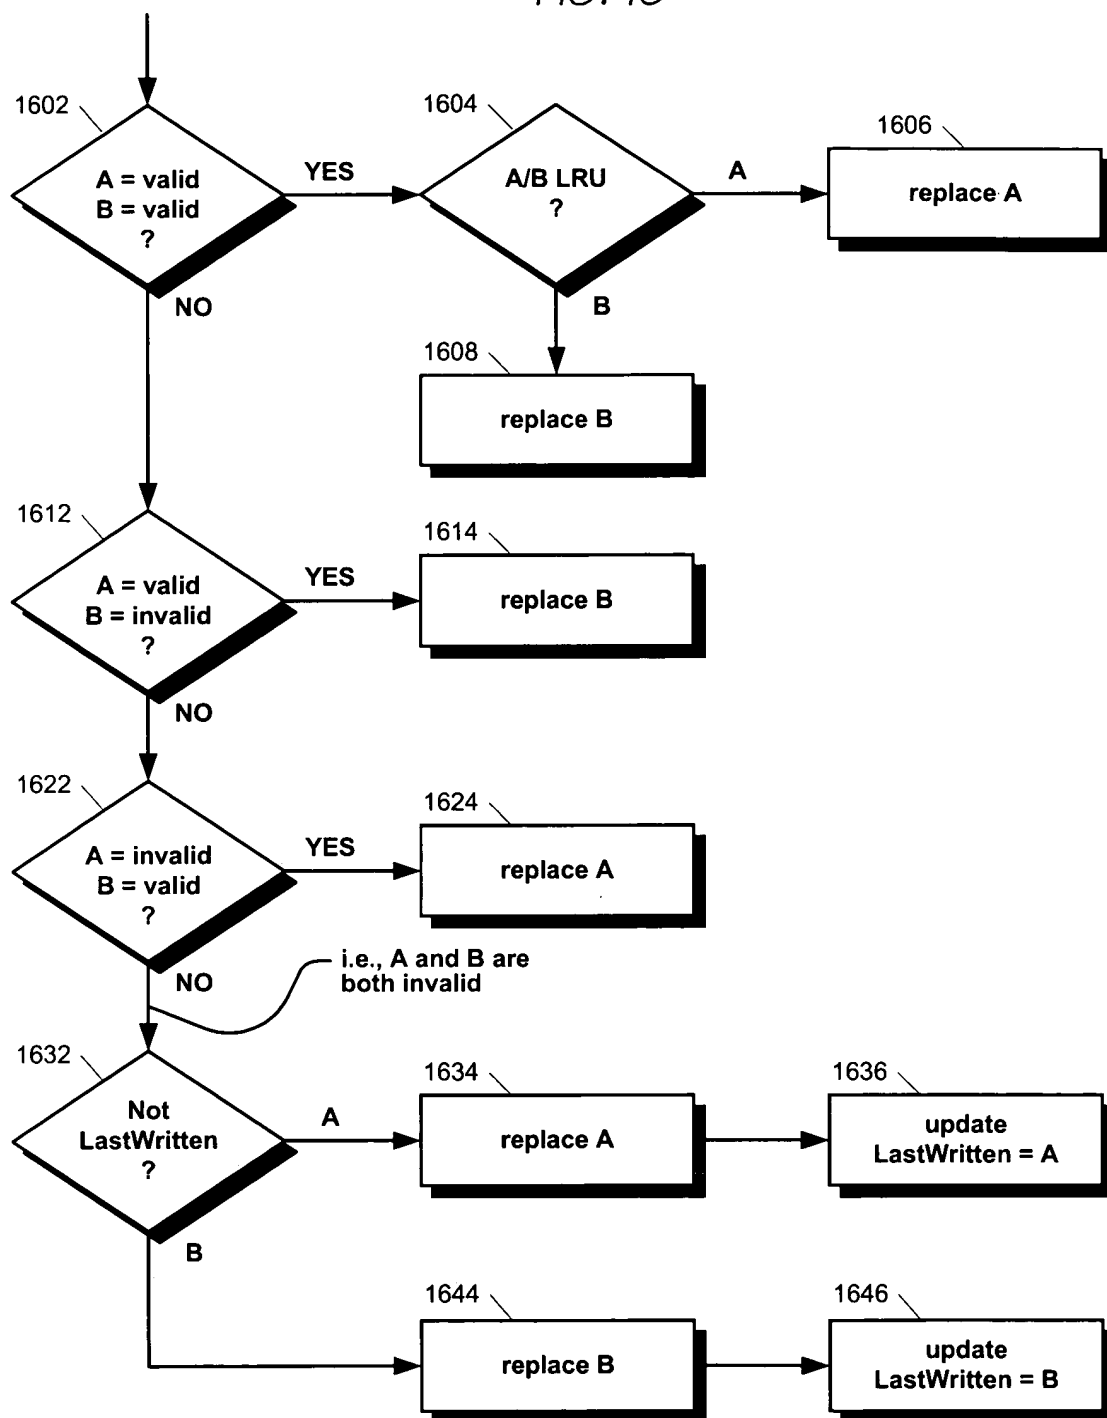 1602
A = valid
B = valid
?
YES
NO
1604
A/B LRU
?
A
B
1606
replace A
1608
replace B
1612
A = valid
B = invalid
?
YES
NO
1614
replace B
1622
A = invalid
B = valid
?
YES
NO
1624
replace A
i.e., A and B are
both invalid
1632
Not
LastWritten
?
A
B
1634
replace A
1636
update
LastWritten = A
1644
replace B
1646
update
LastWritten = B